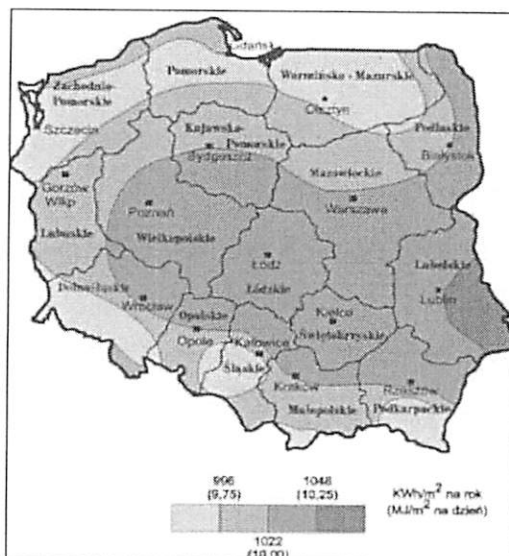 Gdańsk
Pomorskie
Zachodnio-
Pomorskie
Szczecin
Warmińsko - Mazurskie
Olsztyn
Podlaskie
Białystok
Kujawsko-
Pomorskie
Bydgoszcz
Mazowieckie
Warszawa
Gorzów
Wlkp
Lubuskie
Poznań
Wielkopolskie
Łódź
Łódzkie
Lubelskie
Lublin
Dolnośląskie
Wrocław
Opolskie
Opole
Katowice
Śląskie
Kielce
Świętokrzyskie
Kraków
Małopolskie
Rzeszów
Podkarpackie
996
(9,75)
1048
(10,25)
1022
(10,00)
KWh/m² na rok
(MJ/m² na dzień)